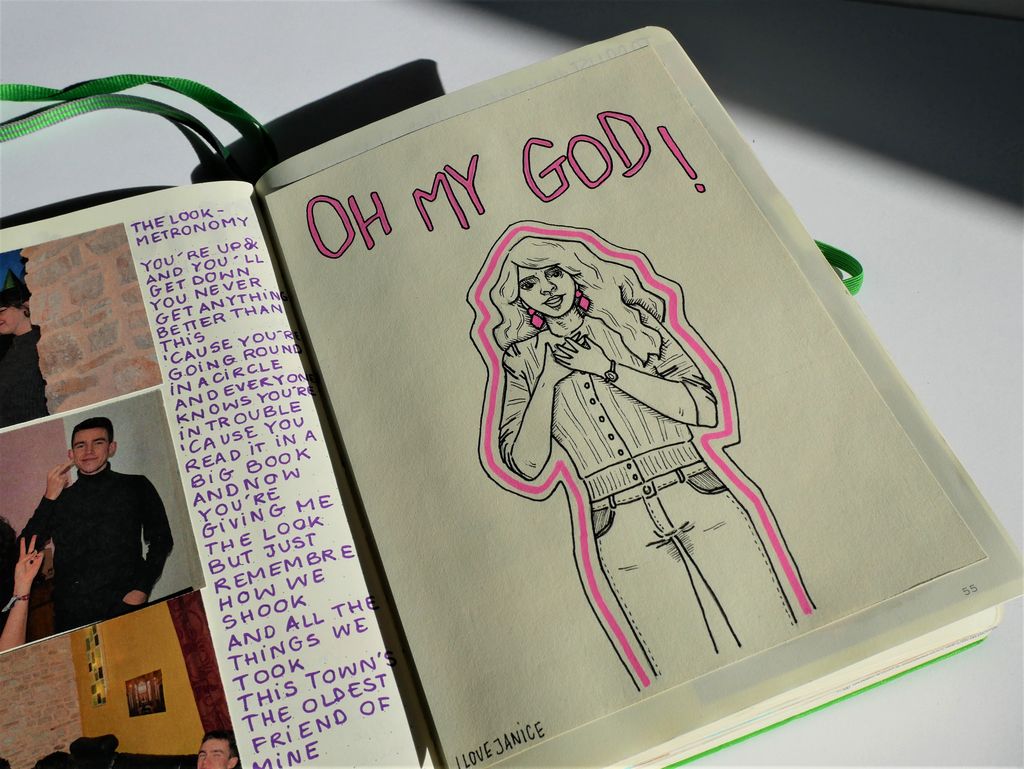 THE LOOK -
METRONOMY
YOU'RE UP &
AND YOU'LL
GET DOWN
YOU NEVER
GET ANYTHING
BETTER THAN
THIS
'CAUSE YOU'RE
GOING ROUND
IN A CIRCLE
AND EVERYONE
KNOWS YOU'RE
IN TROUBLE
'CAUSE YOU
READ IT IN A
BIG BOOK
AND NOW
YOU'RE
GIVING ME
THE LOOK
BUT JUST
REMEMBRE
HOW WE
SHOOK
AND ALL THE
THINGS WE
TOOK
THIS TOWN'S
THE OLDEST
FRIEND OF
MINE
OH MY GOD!
I LOVE JANICE
55